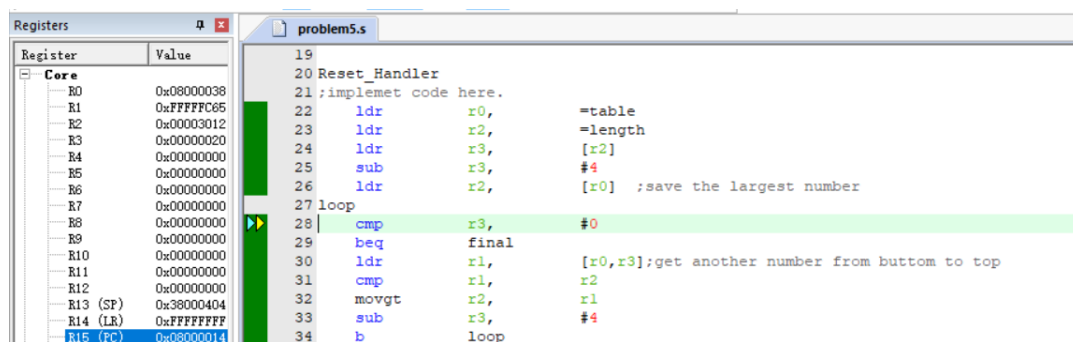 Registers
problem5.s
Register Value
Core
R0 0x08000038
R1 0xFFFFFC65
R2 0x00003012
R3 0x00000020
R4 0x00000000
R5 0x00000000
R6 0x00000000
R7 0x00000000
R8 0x00000000
R9 0x00000000
R10 0x00000000
R11 0x00000000
R12 0x00000000
R13 (SP) 0x38000404
R14 (LR) 0xFFFFFFFF
R15 (PC) 0x08000014
19
20 Reset_Handler
21 ;implemet code here.
22 ldr r0, =table
23 ldr r2, =length
24 ldr r3, [r2]
25 sub r3, #4
26 ldr r2, [r0] ;save the largest number
27 loop
28 cmp r3, #0
29 beq final
30 ldr r1, [r0,r3];get another number from buttom to top
31 cmp r1, r2
32 movgt r2, r1
33 sub r3, #4
34 b loop